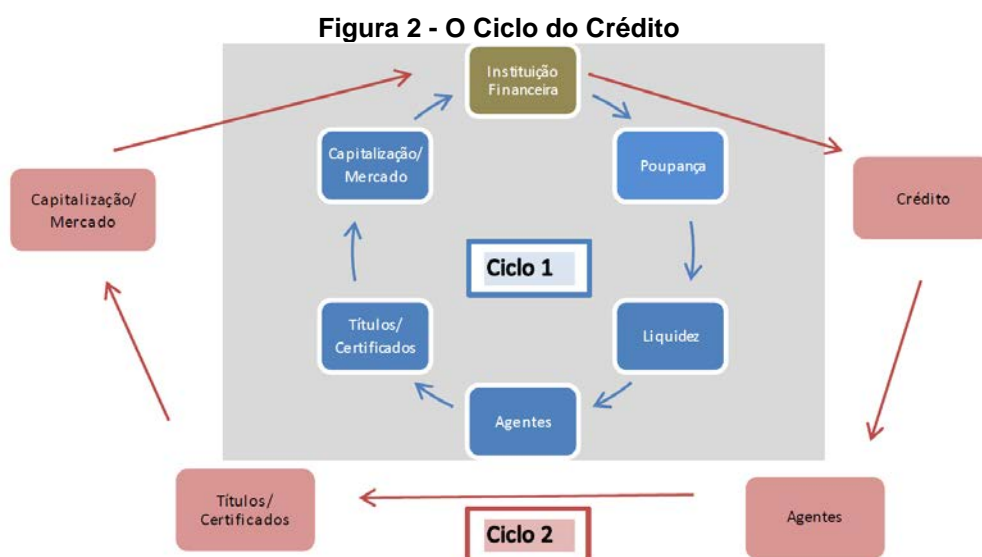 Figura 2 - O Ciclo do Crédito
Instituição
Financeira
Capitalização/
Mercado
Poupança
Capitalização/
Mercado
Crédito
Ciclo 1
Títulos/
Certificados
Liquidez
Agentes
Títulos/
Certificados
Agentes
Ciclo 2